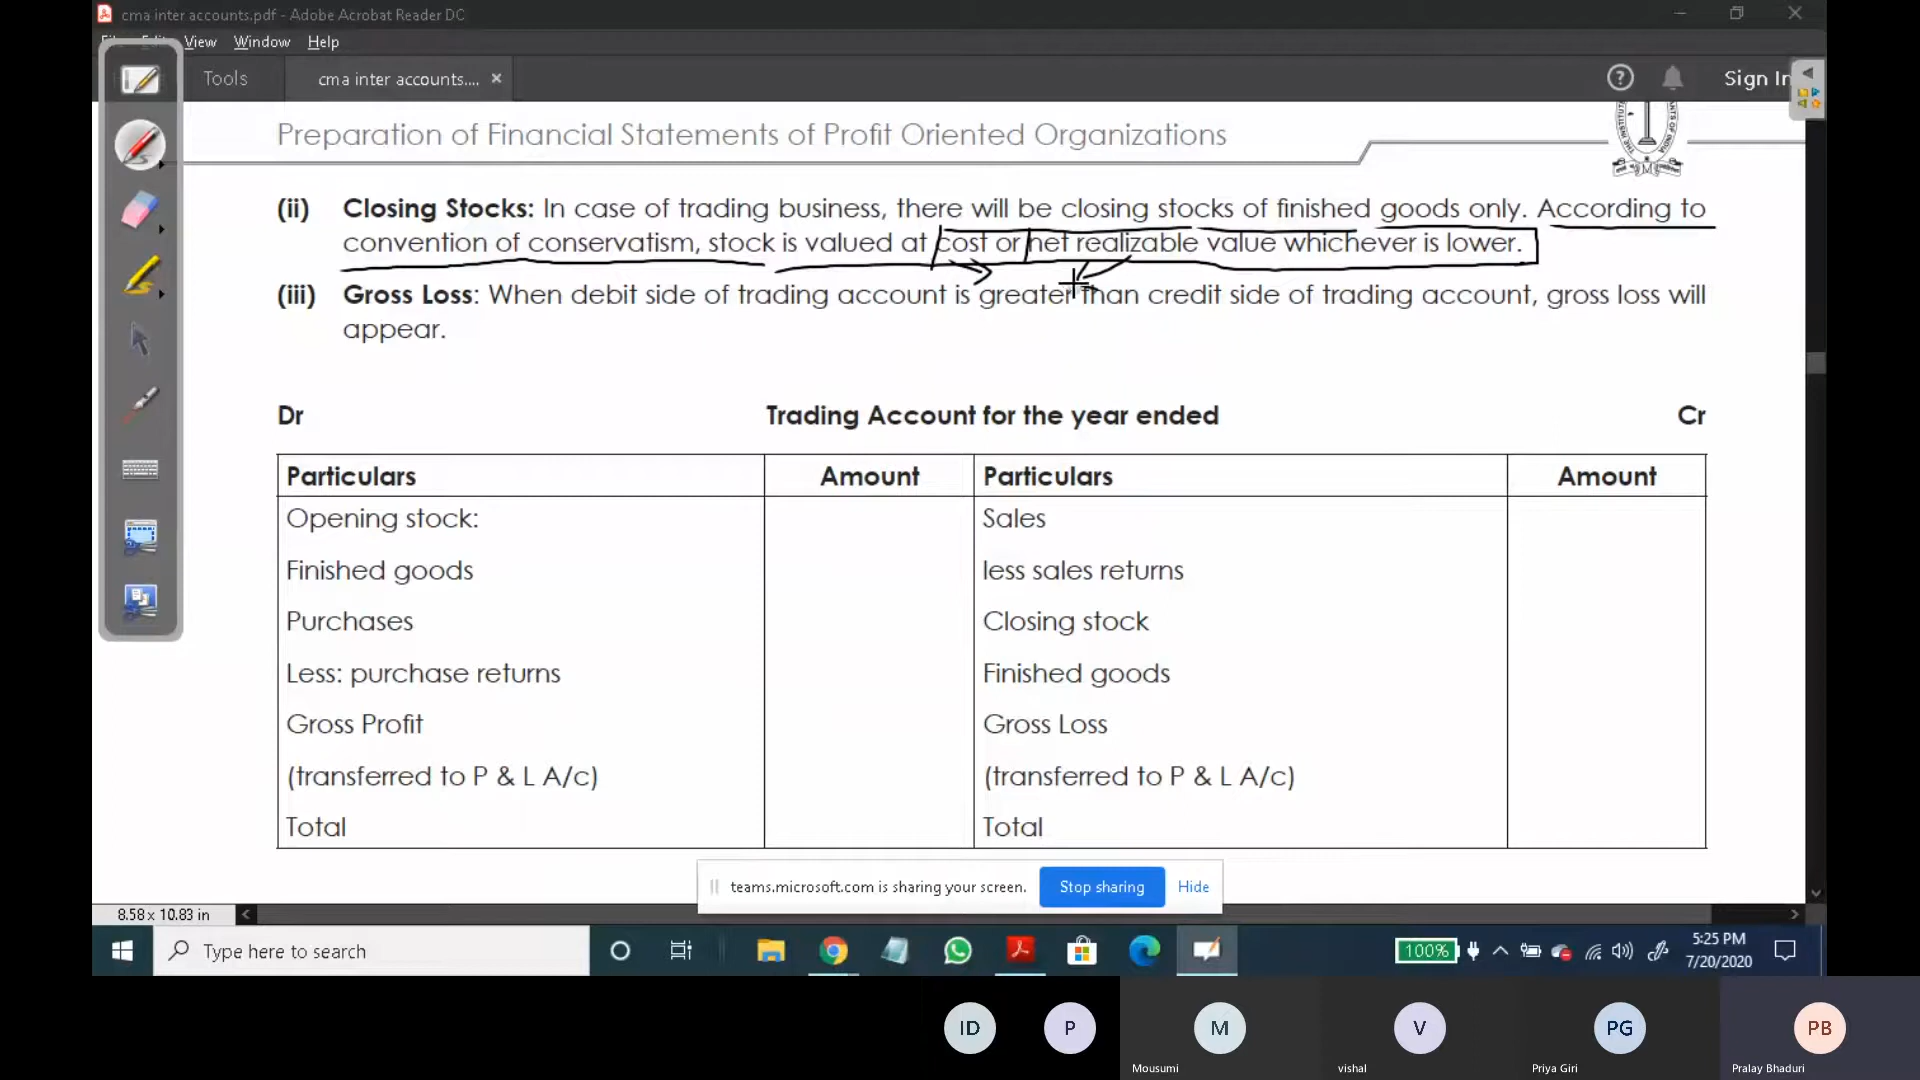 cma inter accounts.pdf - Adobe Acrobat Reader DC
View Window Help
Tools cma inter accounts.... × Sign In
Preparation of Financial Statements of Profit Oriented Organizations
(ii) Closing Stocks: In case of trading business, there will be closing stocks of finished goods only. According to
convention of conservatism, stock is valued at cost or net realizable value whichever is lower.
(iii) Gross Loss: When debit side of trading account is greater than credit side of trading account, gross loss will
appear.
Dr Trading Account for the year ended Cr
Particulars Amount Particulars Amount
Opening stock: Sales
Finished goods less sales returns
Purchases Closing stock
Less: purchase returns Finished goods
Gross Profit Gross Loss
(transferred to P & L A/c) (transferred to P & L A/c)
Total Total
teams.microsoft.com is sharing your screen. Stop sharing Hide
8.58 x 10.83 in
Type here to search 100% 5:25 PM
7/20/2020
ID P M V PG PB
Mousumi vishal Priya Giri Pralay Bhaduri